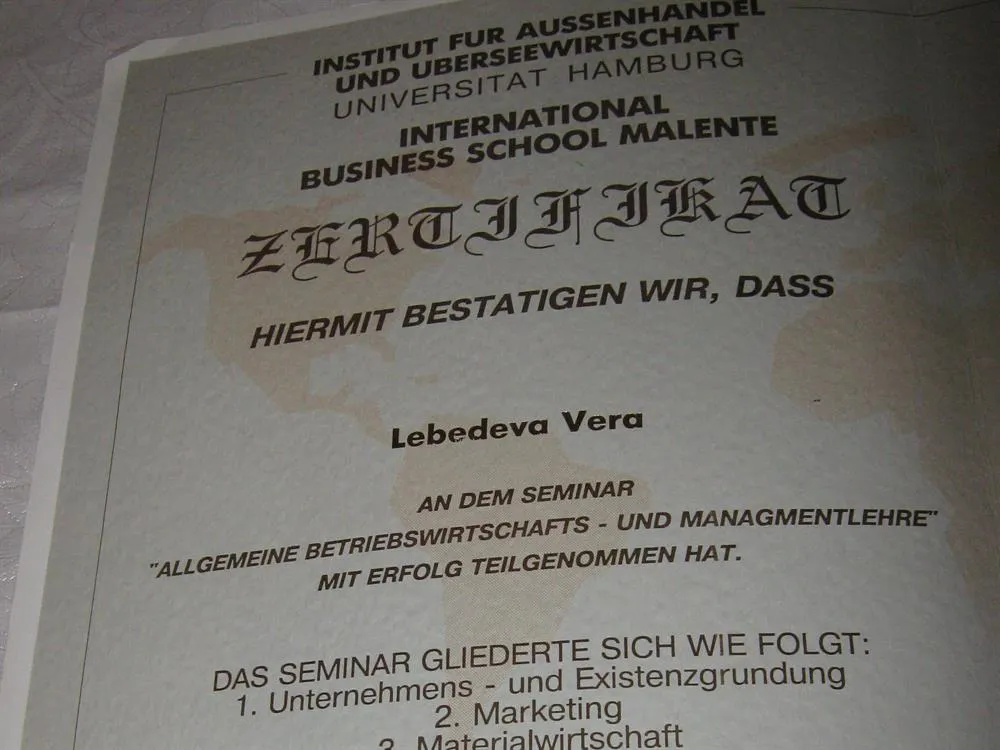 INSTITUT FUR AUSSENHANDEL
UND UBERSEEWIRTSCHAFT
UNIVERSITAT HAMBURG
INTERNATIONAL
BUSINESS SCHOOL MALENTE
ZERTIFIKAT
HIERMIT BESTATIGEN WIR, DASS
Lebedeva Vera
AN DEM SEMINAR
"ALLGEMEINE BETRIEBSWIRTSCHAFTS - UND MANAGMENTLEHRE"
MIT ERFOLG TEILGENOMMEN HAT.
DAS SEMINAR GLIEDERTE SICH WIE FOLGT:
1. Unternehmens - und Existenzgrundung
2. Marketing
3. Materialwirtschaft